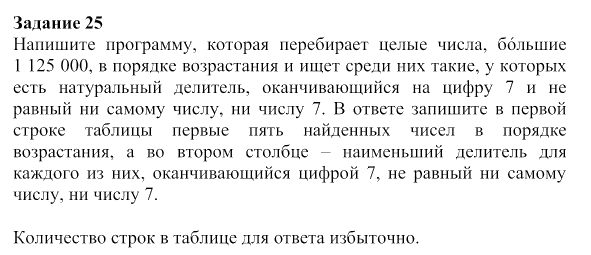 Задание 25
Напишите программу, которая перебирает целые числа, бо́льшие
1 125 000, в порядке возрастания и ищет среди них такие, у которых
есть натуральный делитель, оканчивающийся на цифру 7 и не
равный ни самому числу, ни числу 7. В ответе запишите в первой
строке таблицы первые пять найденных чисел в порядке
возрастания, а во втором столбце – наименьший делитель для
каждого из них, оканчивающийся цифрой 7, не равный ни самому
числу, ни числу 7.
Количество строк в таблице для ответа избыточно.